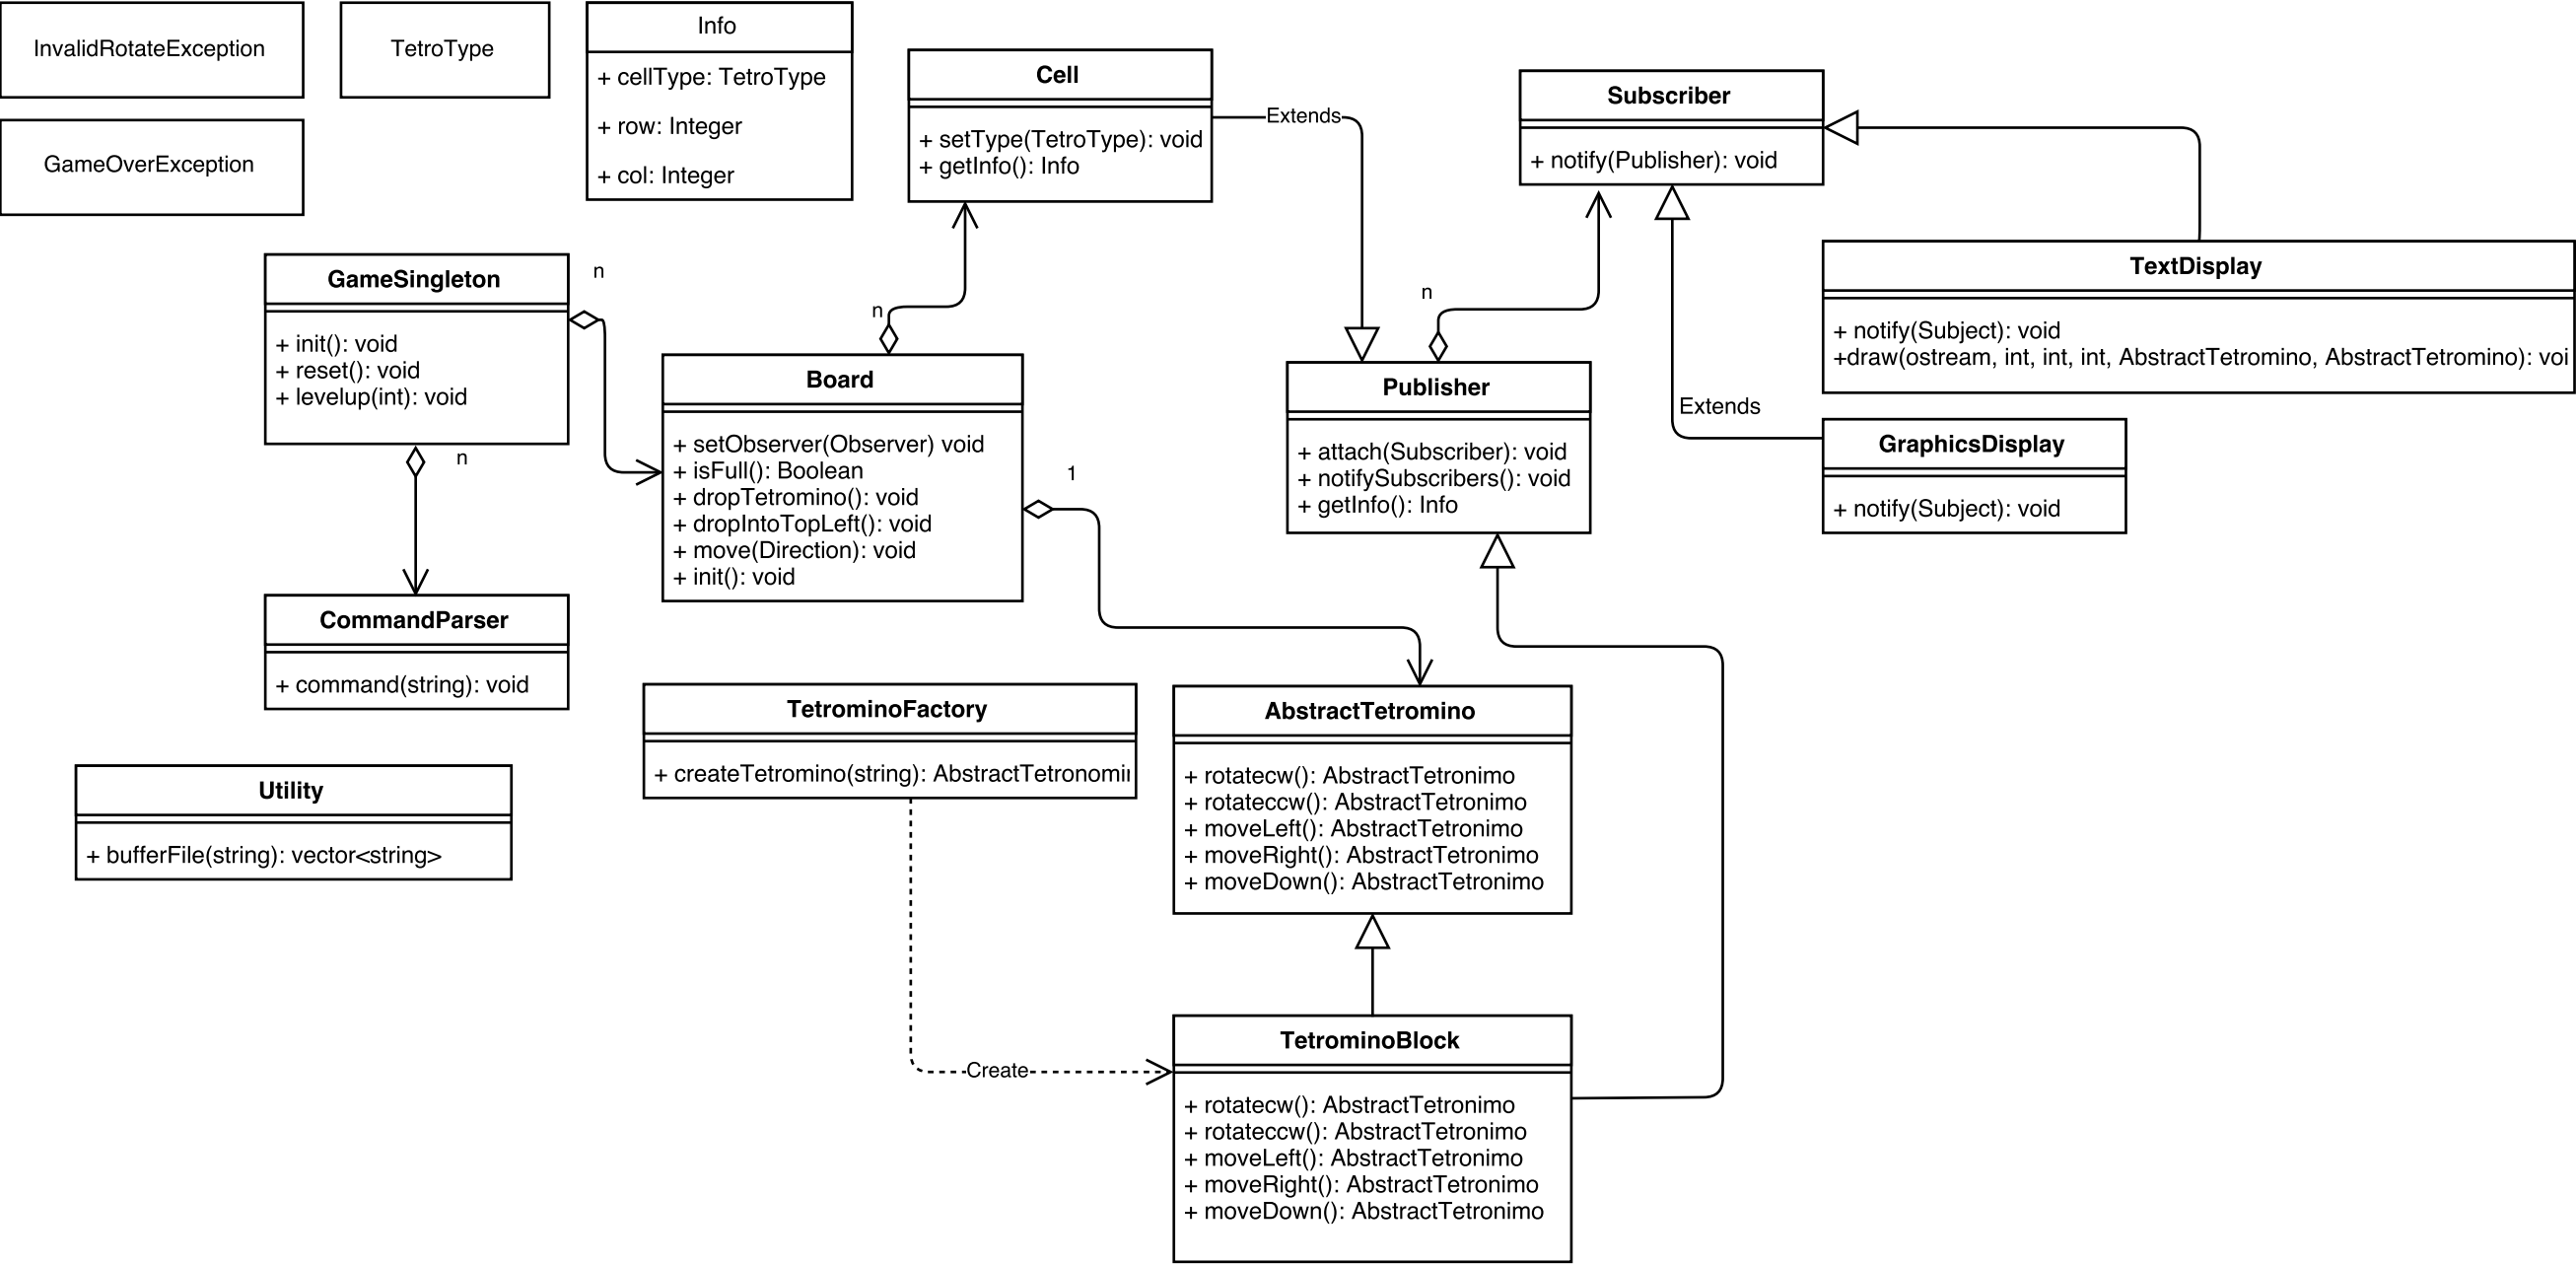 InvalidRotateException
TetroType
Info
+ cellType: TetroType
+ row: Integer
+ col: Integer
GameOverException
Cell
+ setType(TetroType): void
+ getInfo(): Info
Extends
Subscriber
+ notify(Publisher): void
GameSingleton
+ init(): void
+ reset(): void
+ levelup(int): void
n
n
n
n
TextDisplay
+ notify(Subject): void
+draw(ostream, int, int, int, AbstractTetromino, AbstractTetromino): voi
Board
+ setObserver(Observer) void
+ isFull(): Boolean
+ dropTetromino(): void
+ dropIntoTopLeft(): void
+ move(Direction): void
+ init(): void
1
Publisher
+ attach(Subscriber): void
+ notifySubscribers(): void
+ getInfo(): Info
Extends
GraphicsDisplay
+ notify(Subject): void
CommandParser
+ command(string): void
TetrominoFactory
+ createTetromino(string): AbstractTetronomin
AbstractTetromino
+ rotatecw(): AbstractTetronimo
+ rotateccw(): AbstractTetronimo
+ moveLeft(): AbstractTetronimo
+ moveRight(): AbstractTetronimo
+ moveDown(): AbstractTetronimo
Utility
+ bufferFile(string): vector<string>
Create
TetrominoBlock
+ rotatecw(): AbstractTetronimo
+ rotateccw(): AbstractTetronimo
+ moveLeft(): AbstractTetronimo
+ moveRight(): AbstractTetronimo
+ moveDown(): AbstractTetronimo